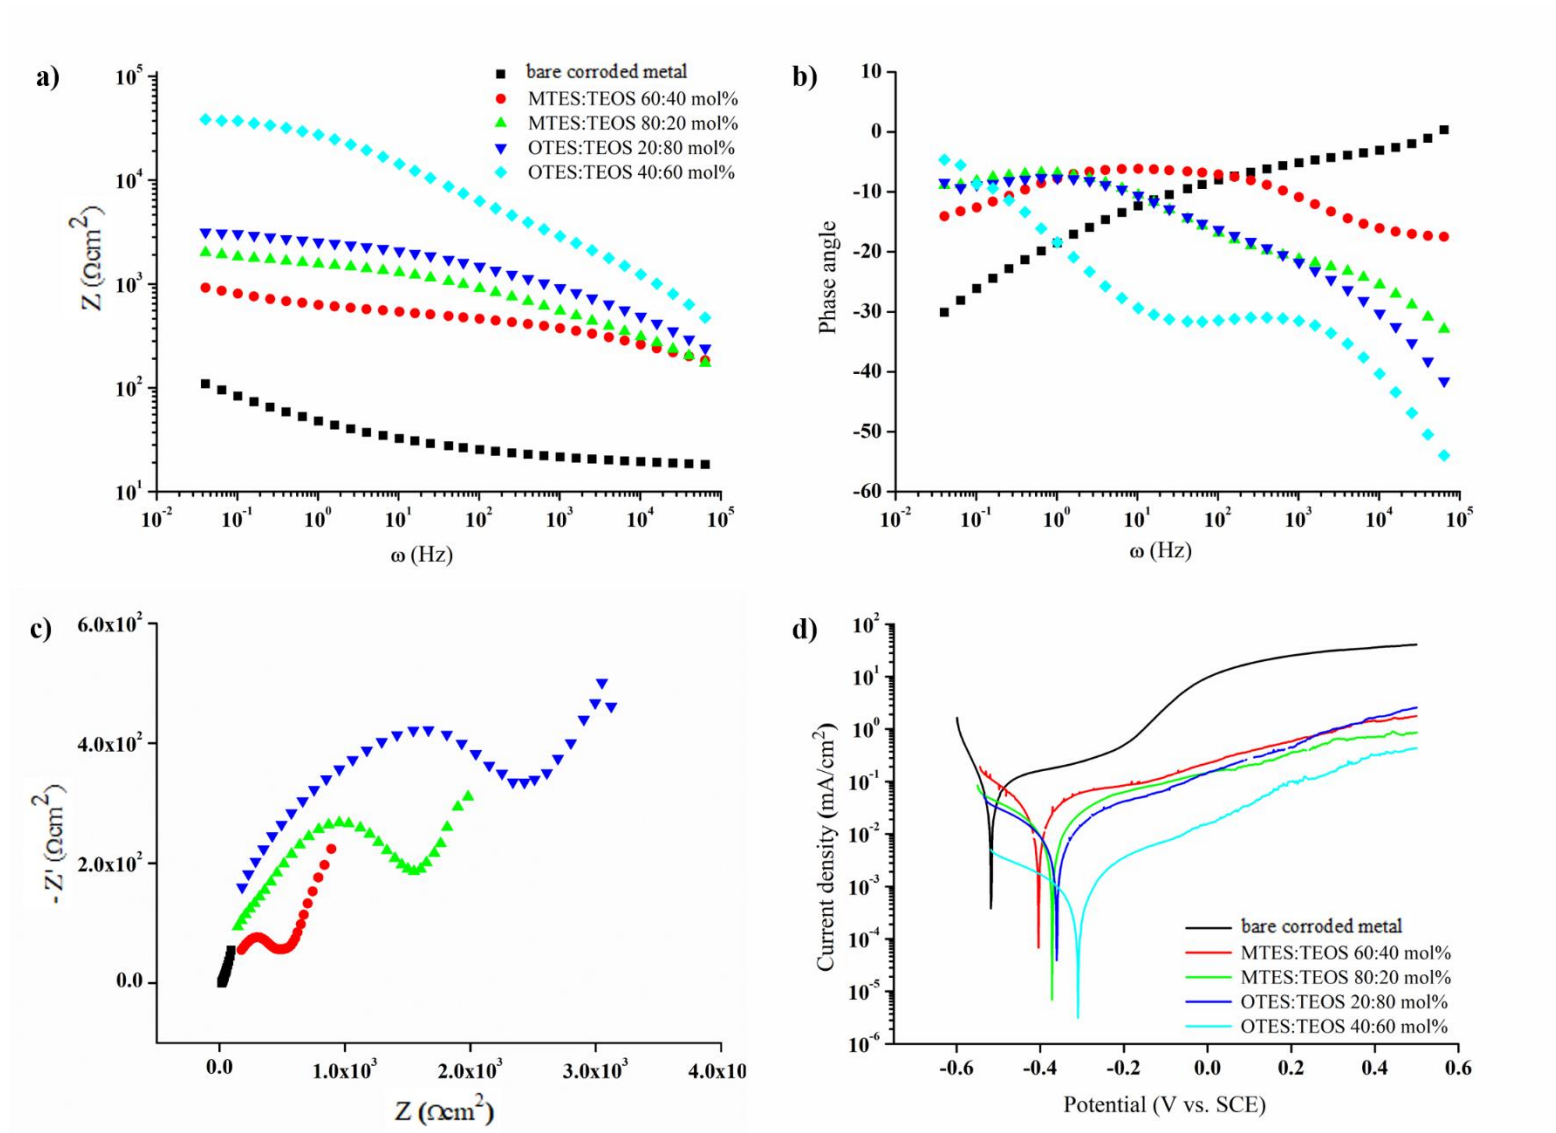 a)
10^5
10^4
10^3
10^2
10^1
Z (Ωcm^2)
bare corroded metal
MTES:TEOS 60:40 mol%
MTES:TEOS 80:20 mol%
OTES:TEOS 20:80 mol%
OTES:TEOS 40:60 mol%
10^-2 10^-1 10^0 10^1 10^2 10^3 10^4 10^5
ω (Hz)
b)
10
0
-10
-20
-30
-40
-50
-60
Phase angle
10^-2 10^-1 10^0 10^1 10^2 10^3 10^4 10^5
ω (Hz)
c)
6.0x10^2
4.0x10^2
2.0x10^2
0.0
-Z' (Ωcm^2)
0.0 1.0x10^3 2.0x10^3 3.0x10^3 4.0x10
Z (Ωcm^2)
d)
10^2
10^1
10^0
10^-1
10^-2
10^-3
10^-4
10^-5
10^-6
Current density (mA/cm^2)
bare corroded metal
MTES:TEOS 60:40 mol%
MTES:TEOS 80:20 mol%
OTES:TEOS 20:80 mol%
OTES:TEOS 40:60 mol%
-0.6 -0.4 -0.2 0.0 0.2 0.4 0.6
Potential (V vs. SCE)